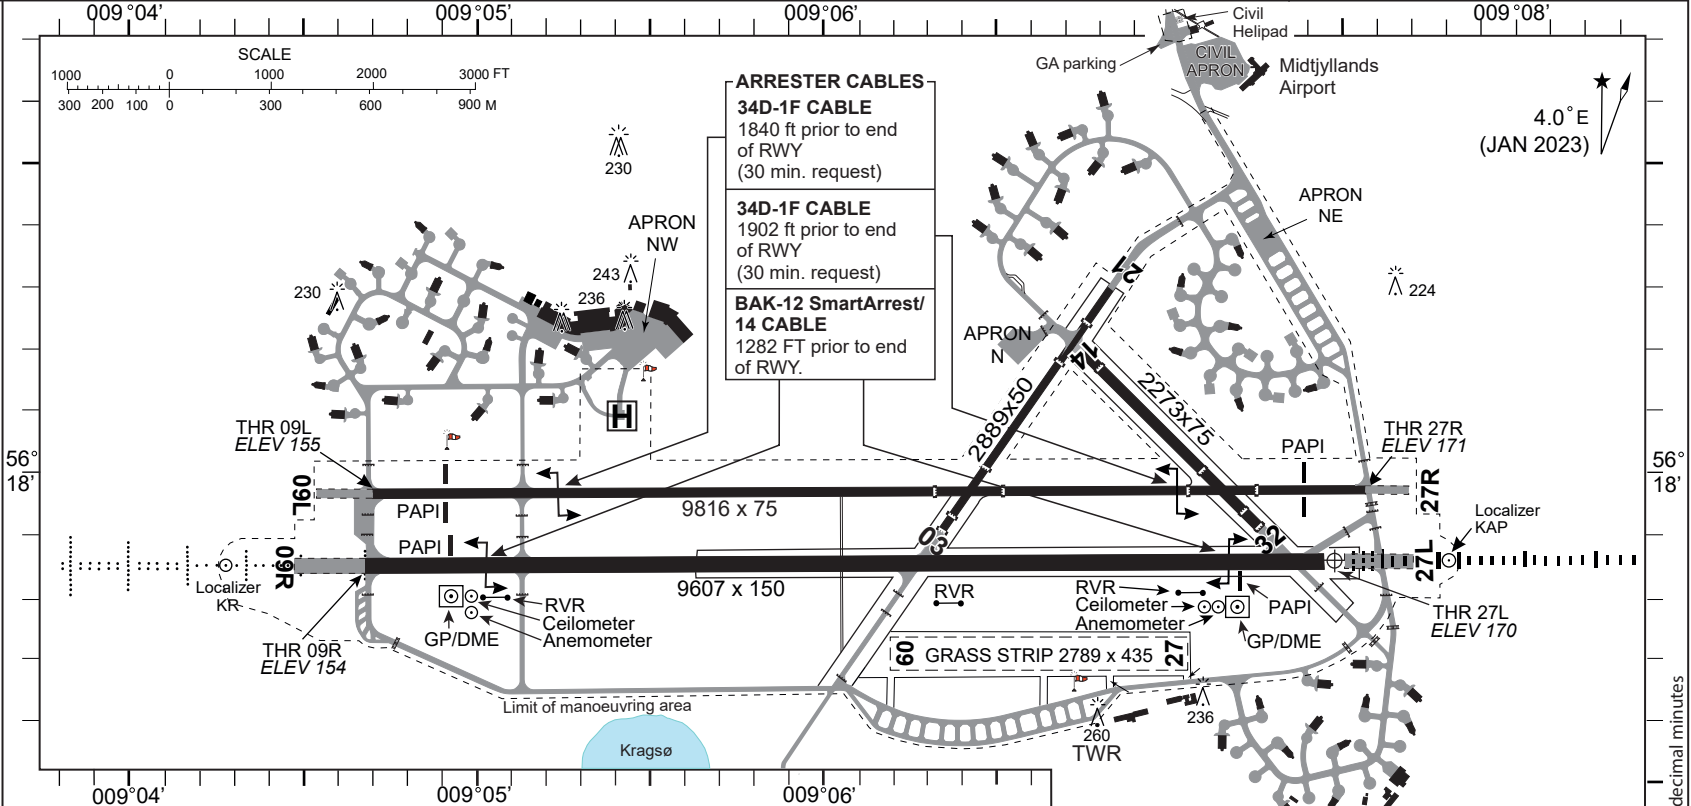 009°04'
009°05'
009°06'
009°08'
SCALE
1000 0 1000 2000 3000 FT
300 200 100 0 300 600 900 M
Civil
Helipad
GA parking
CIVIL
APRON
Midtjyllands
Airport
4.0° E
(JAN 2023)
ARRESTER CABLES
34D-1F CABLE
1840 ft prior to end
of RWY
(30 min. request)
34D-1F CABLE
1902 ft prior to end
of RWY
(30 min. request)
BAK-12 SmartArrest/
14 CABLE
1282 FT prior to end
of RWY.
230
APRON
NW
243
236
230
APRON
NE
224
21
APRON
N
14
2889x50
2273x75
H
THR 09L
ELEV 155
PAPI
THR 27R
ELEV 171
56°
18'
56°
18'
09L
27R
PAPI
9816 x 75
Localizer
KAP
03
32
PAPI
09R
27L
Localizer
KR
9607 x 150
RVR
Ceilometer
Anemometer
GP/DME
RVR
RVR
Ceilometer
Anemometer
PAPI
GP/DME
THR 27L
ELEV 170
THR 09R
ELEV 154
09 GRASS STRIP 2789 x 435 27
Limit of manoeuvring area
Kragsø
260
TWR
236
decimal minutes
009°04'
009°05'
009°06'